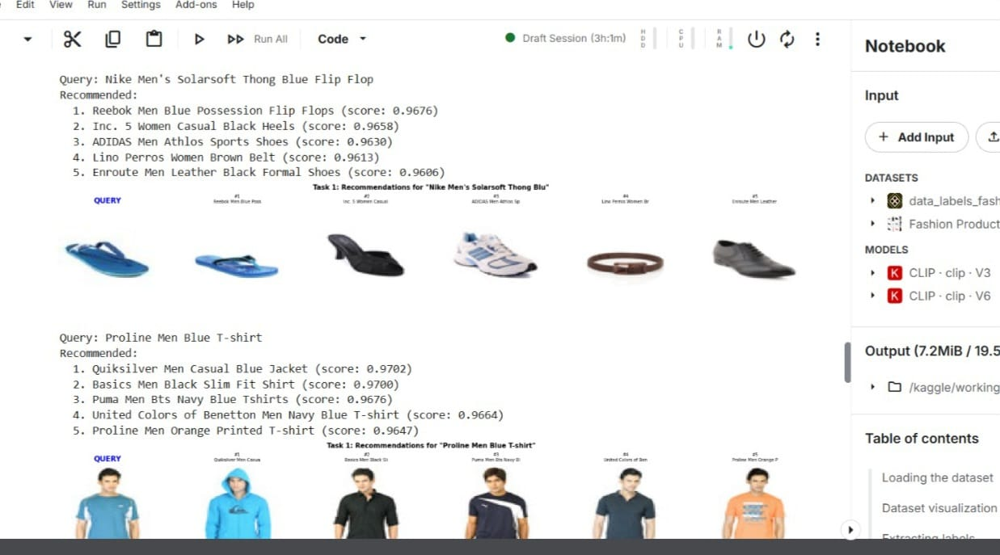 Edit View Run Settings Add-ons Help
Run All Code Draft Session (3h:1m) HDD CPU RAM
Notebook
Query: Nike Men's Solarsoft Thong Blue Flip Flop
Recommended:
1. Reebok Men Blue Possession Flip Flops (score: 0.9676)
2. Inc. 5 Women Casual Black Heels (score: 0.9658)
3. ADIDAS Men Athlos Sports Shoes (score: 0.9630)
4. Lino Perros Women Brown Belt (score: 0.9613)
5. Enroute Men Leather Black Formal Shoes (score: 0.9606)
Task 1: Recommendations for "Nike Men's Solarsoft Thong Blu"
QUERY #1 #2 #3 #4 #5
Reebok Men Blue Poss Inc. 5 Women Casual ADIDAS Men Athlos Sp Lino Perros Women Br Enroute Men Leather
Query: Proline Men Blue T-shirt
Recommended:
1. Quiksilver Men Casual Blue Jacket (score: 0.9702)
2. Basics Men Black Slim Fit Shirt (score: 0.9700)
3. Puma Men Bts Navy Blue Tshirts (score: 0.9676)
4. United Colors of Benetton Men Navy Blue T-shirt (score: 0.9664)
5. Proline Men Orange Printed T-shirt (score: 0.9647)
Task 1: Recommendations for "Proline Men Blue T-shirt"
QUERY #1 #2 #3 #4 #5
Quiksilver Men Casua Basics Men Black Sli Puma Men Bts Navy Bl United Colors of Ben Proline Men Orange P
Input
+ Add Input
DATASETS
data_labels_fash
Fashion Product
MODELS
K CLIP · clip · V3
K CLIP · clip · V6
Output (7.2MiB / 19.5
/kaggle/working
Table of contents
Loading the dataset
Dataset visualization
Extracting labels